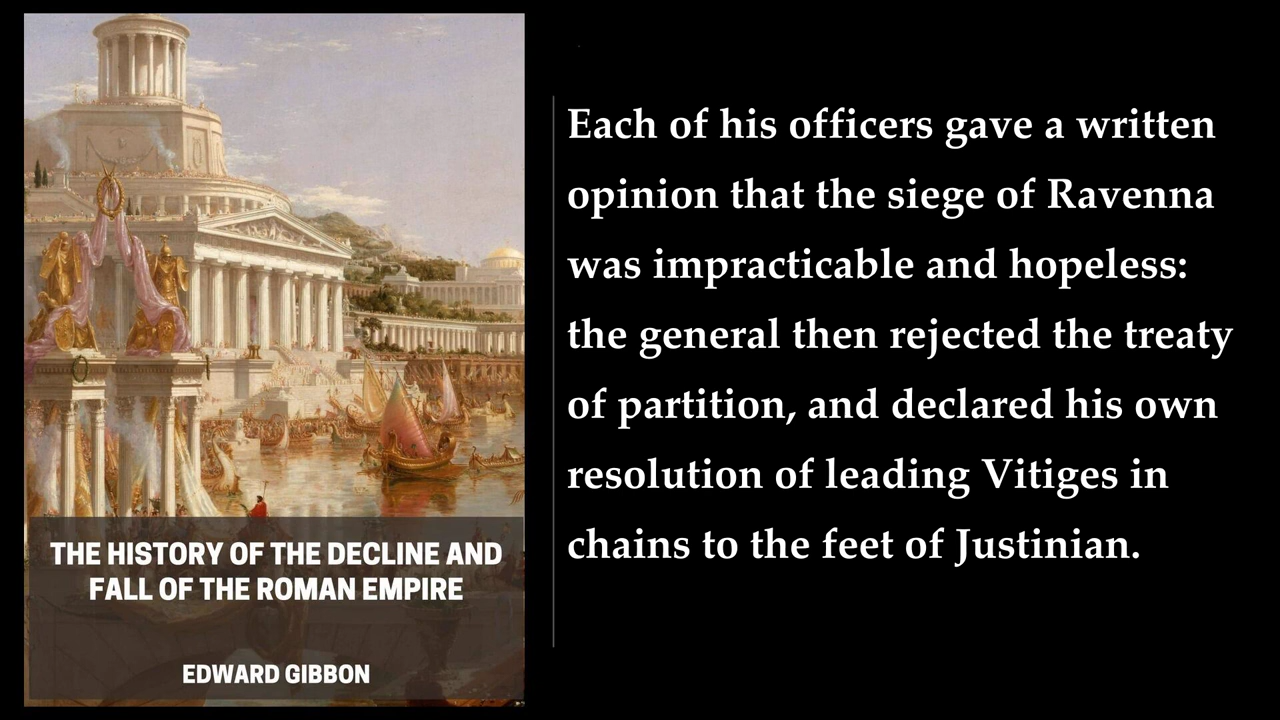 THE HISTORY OF THE DECLINE AND
FALL OF THE ROMAN EMPIRE
EDWARD GIBBON
Each of his officers gave a written
opinion that the siege of Ravenna
was impracticable and hopeless:
the general then rejected the treaty
of partition, and declared his own
resolution of leading Vitiges in
chains to the feet of Justinian.